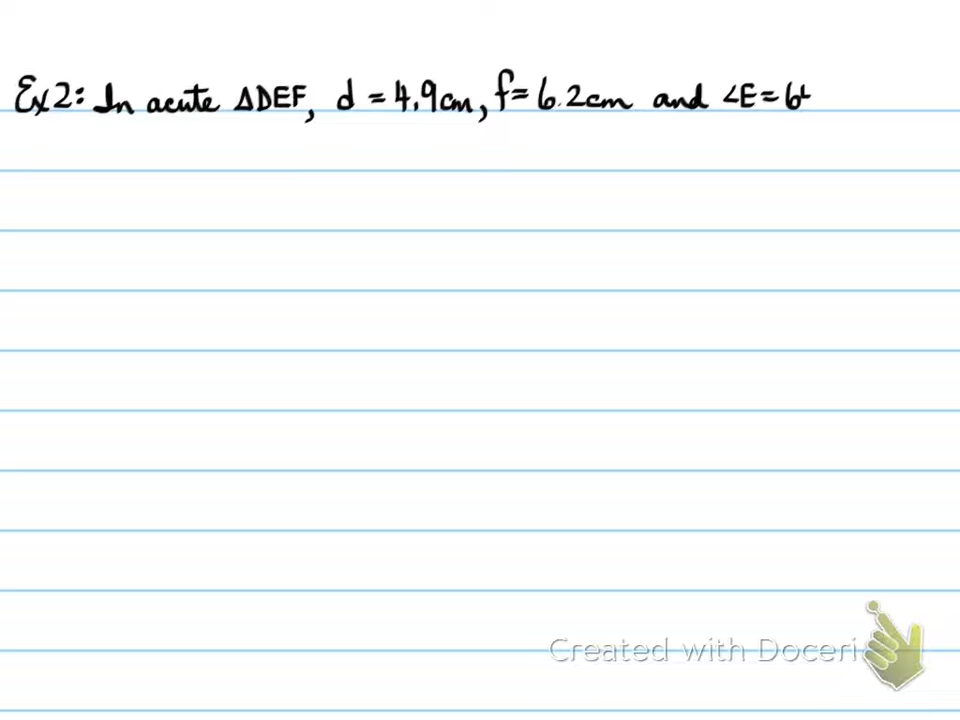 Ex2: In acute ΔDEF, d = 4.9cm, f= 6.2cm and ∠E=6
Created with Doceri